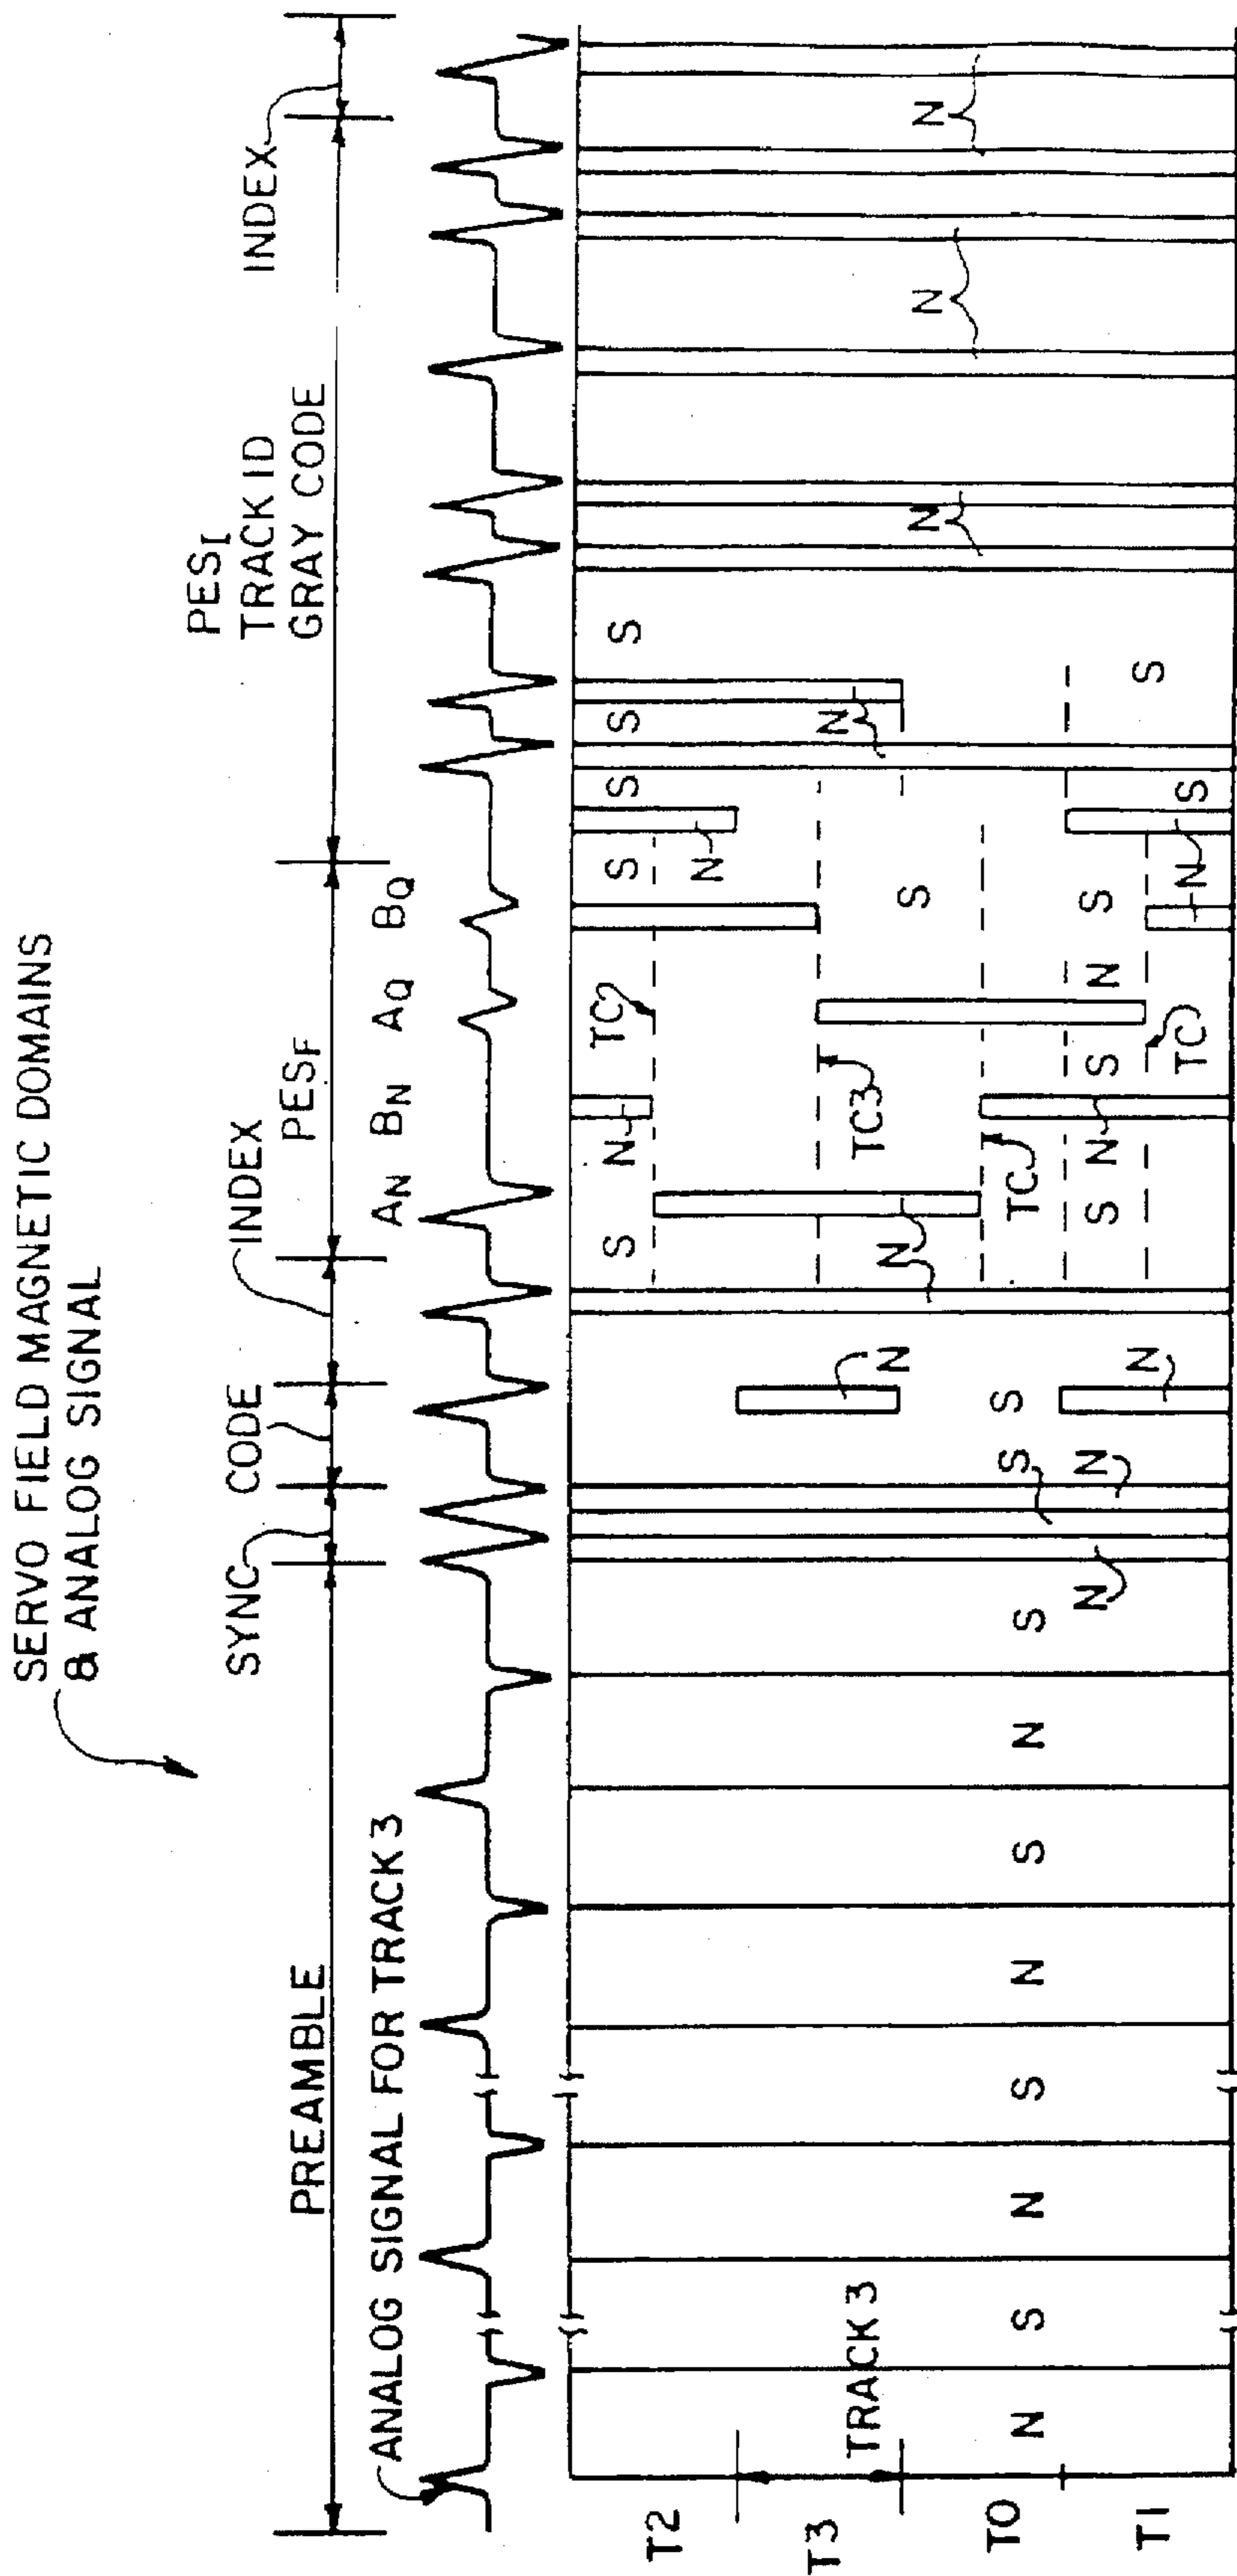 SERVO FIELD MAGNETIC DOMAINS
& ANALOG SIGNAL
PREAMBLE
SYNC
CODE
INDEX
PESF
AN BN AQ BQ
PESI
TRACK ID
GRAY CODE
INDEX
ANALOG SIGNAL FOR TRACK 3
T2
T3
T0
T1
TRACK 3
N S N S N S N S
N
S
N
S
N
N
N
S
N
S
N
S
N
TC2
TC3
TC
TC
S
N
S
S
S
N
S
N
N
S
S
S
N
S
N
N
N